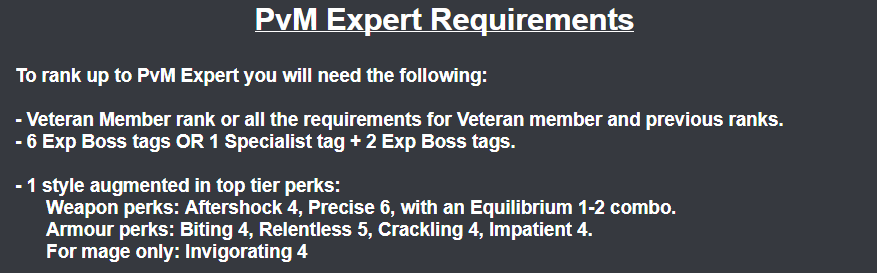 PvM Expert Requirements
To rank up to PvM Expert you will need the following:
- Veteran Member rank or all the requirements for Veteran member and previous ranks.
- 6 Exp Boss tags OR 1 Specialist tag + 2 Exp Boss tags.
- 1 style augmented in top tier perks:
Weapon perks: Aftershock 4, Precise 6, with an Equilibrium 1-2 combo.
Armour perks: Biting 4, Relentless 5, Crackling 4, Impatient 4.
For mage only: Invigorating 4